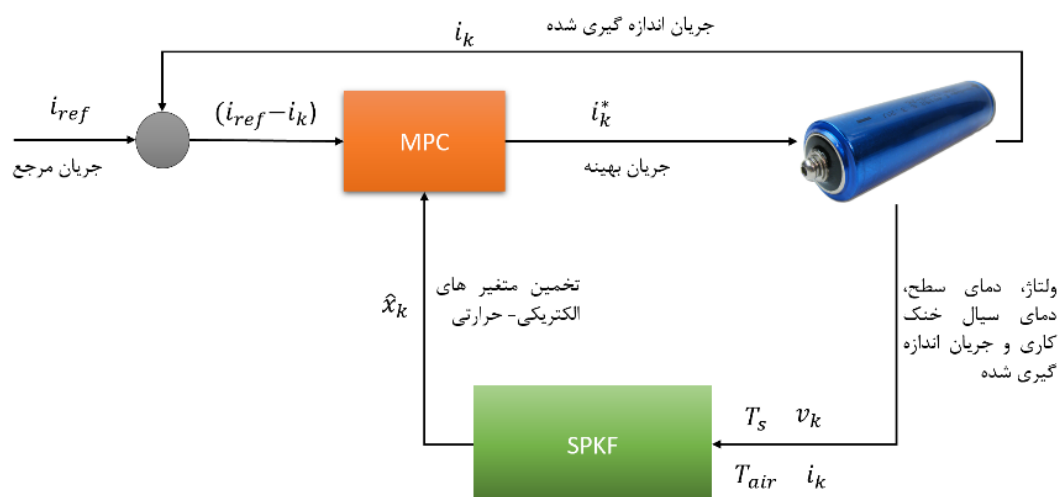 جریان اندازه گیری شده
i_k
i_ref
(i_ref−i_k)
MPC
i_k^*
جریان مرجع
جریان بهینه
x̂_k
تخمین متغیر های
الکتریکی- حرارتی
ولتاژ، دمای سطح،
دمای سیال خنک
کاری و جریان اندازه
گیری شده
SPKF
T_s v_k
T_air i_k